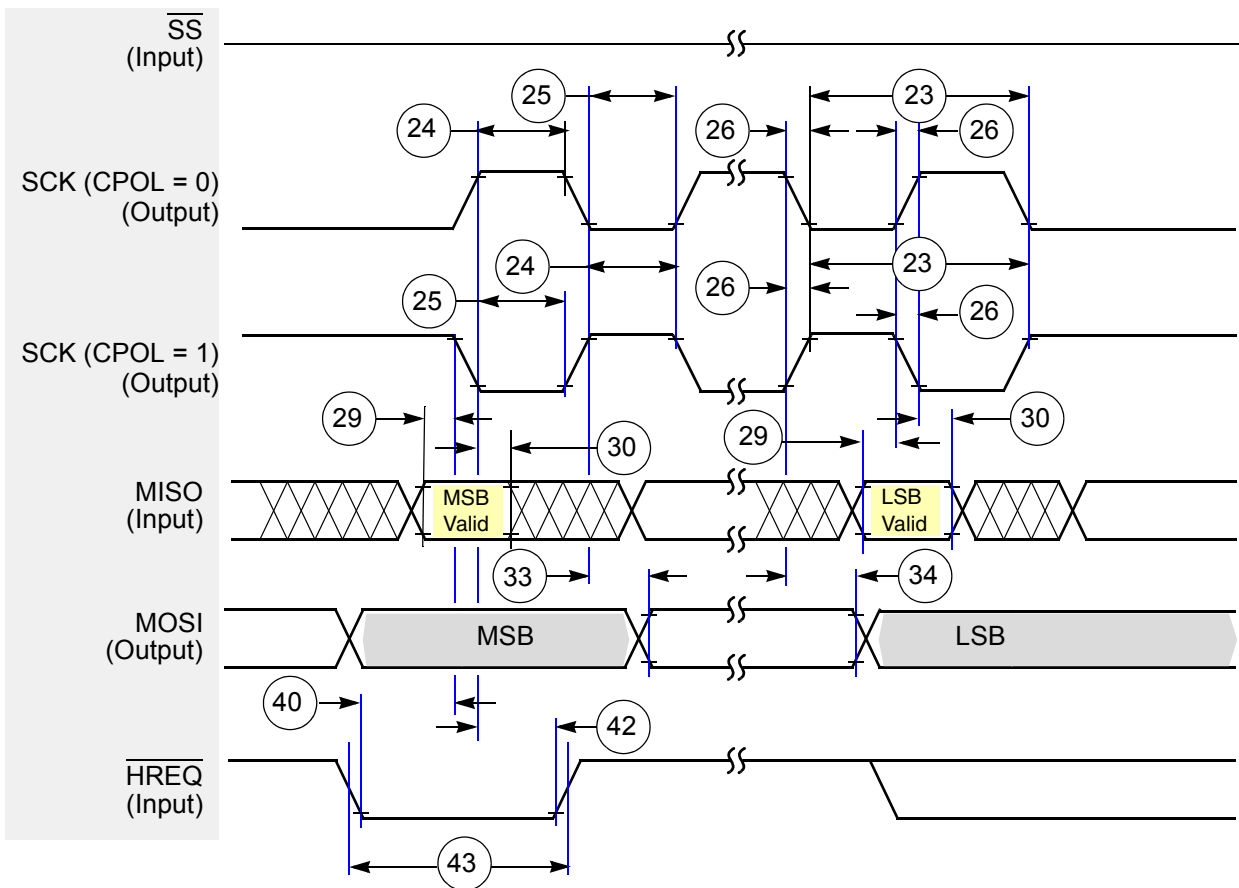 SS
(Input)
25
23
24
26
26
SCK (CPOL = 0)
(Output)
24
23
26
25
26
SCK (CPOL = 1)
(Output)
29
30
29
30
MISO
(Input)
MSB
Valid
LSB
Valid
33
34
MOSI
(Output)
MSB
LSB
40
42
HREQ
(Input)
43